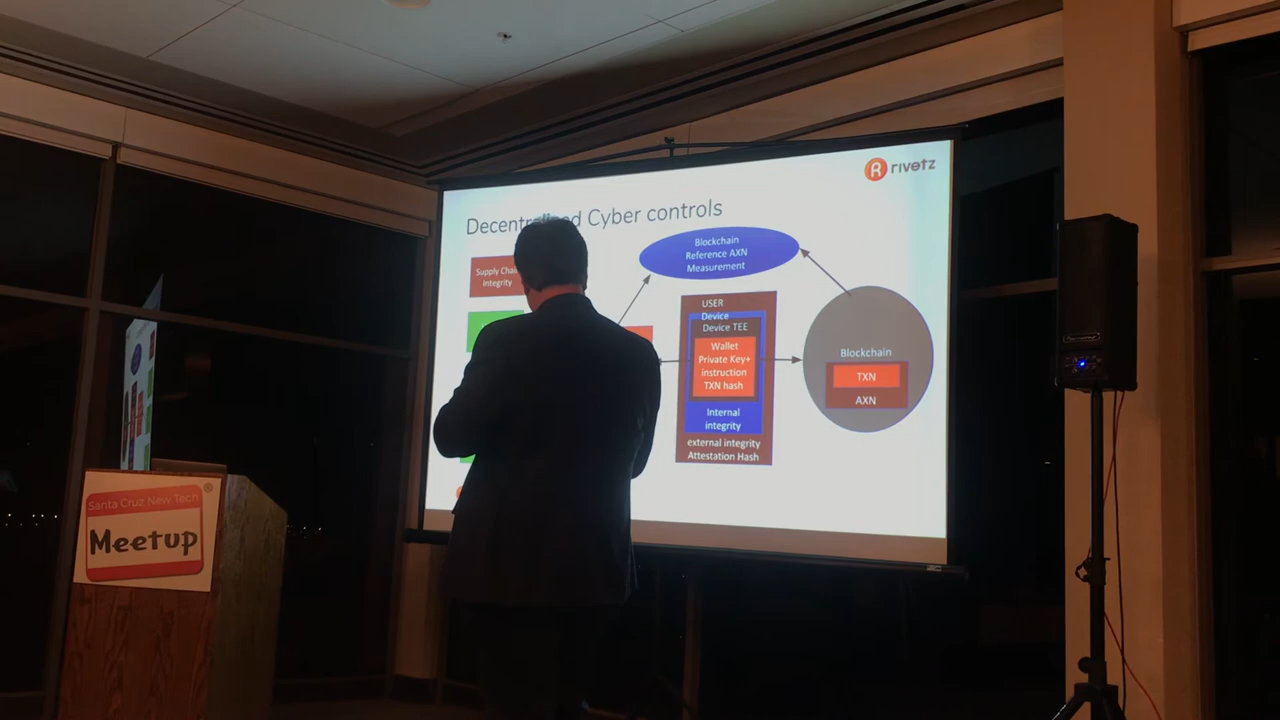 rivetz
Decentralised Cyber controls
Blockchain
Reference AXN
Measurement
Supply Chain
Integrity
USER
Device
Device TEE
Wallet
Private Key+
instruction
TXN hash
Internal
integrity
external integrity
Attestation Hash
Blockchain
TXN
AXN
Santa Cruz New Tech
Meetup